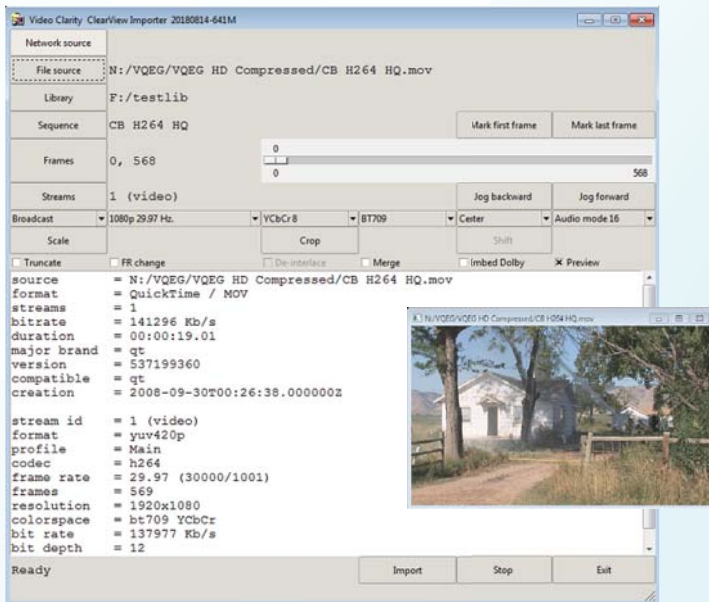 Video Clarity ClearView Importer 20180814-641M
Network source
File source N:/VQEG/VQEG HD Compressed/CB H264 HQ.mov
Library F:/testlib
Sequence CB H264 HQ Mark first frame Mark last frame
Frames 0, 568
0
0 568
Streams 1 (video) Jog backward Jog forward
Broadcast 1080p 29.97 Hz. YCbCr8 BT709 Center Audio mode 16
Scale Crop Shift
Truncate FR change De-interlace Merge Imbed Dolby Preview
source = N:/VQEG/VQEG HD Compressed/CB H264 HQ.mov
format = QuickTime / MOV
streams = 1
bitrate = 141296 Kb/s
duration = 00:00:19.01
major brand = qt
version = 537199360
compatible = qt
creation = 2008-09-30T00:26:38.000000Z
N:/VQEG/VQEG HD Compressed/CB H264 HQ.mov
stream id = 1 (video)
format = yuv420p
profile = Main
codec = h264
frame rate = 29.97 (30000/1001)
frames = 569
resolution = 1920x1080
colorspace = bt709 YCbCr
bit rate = 137977 Kb/s
bit depth = 12
Ready Import Stop Exit